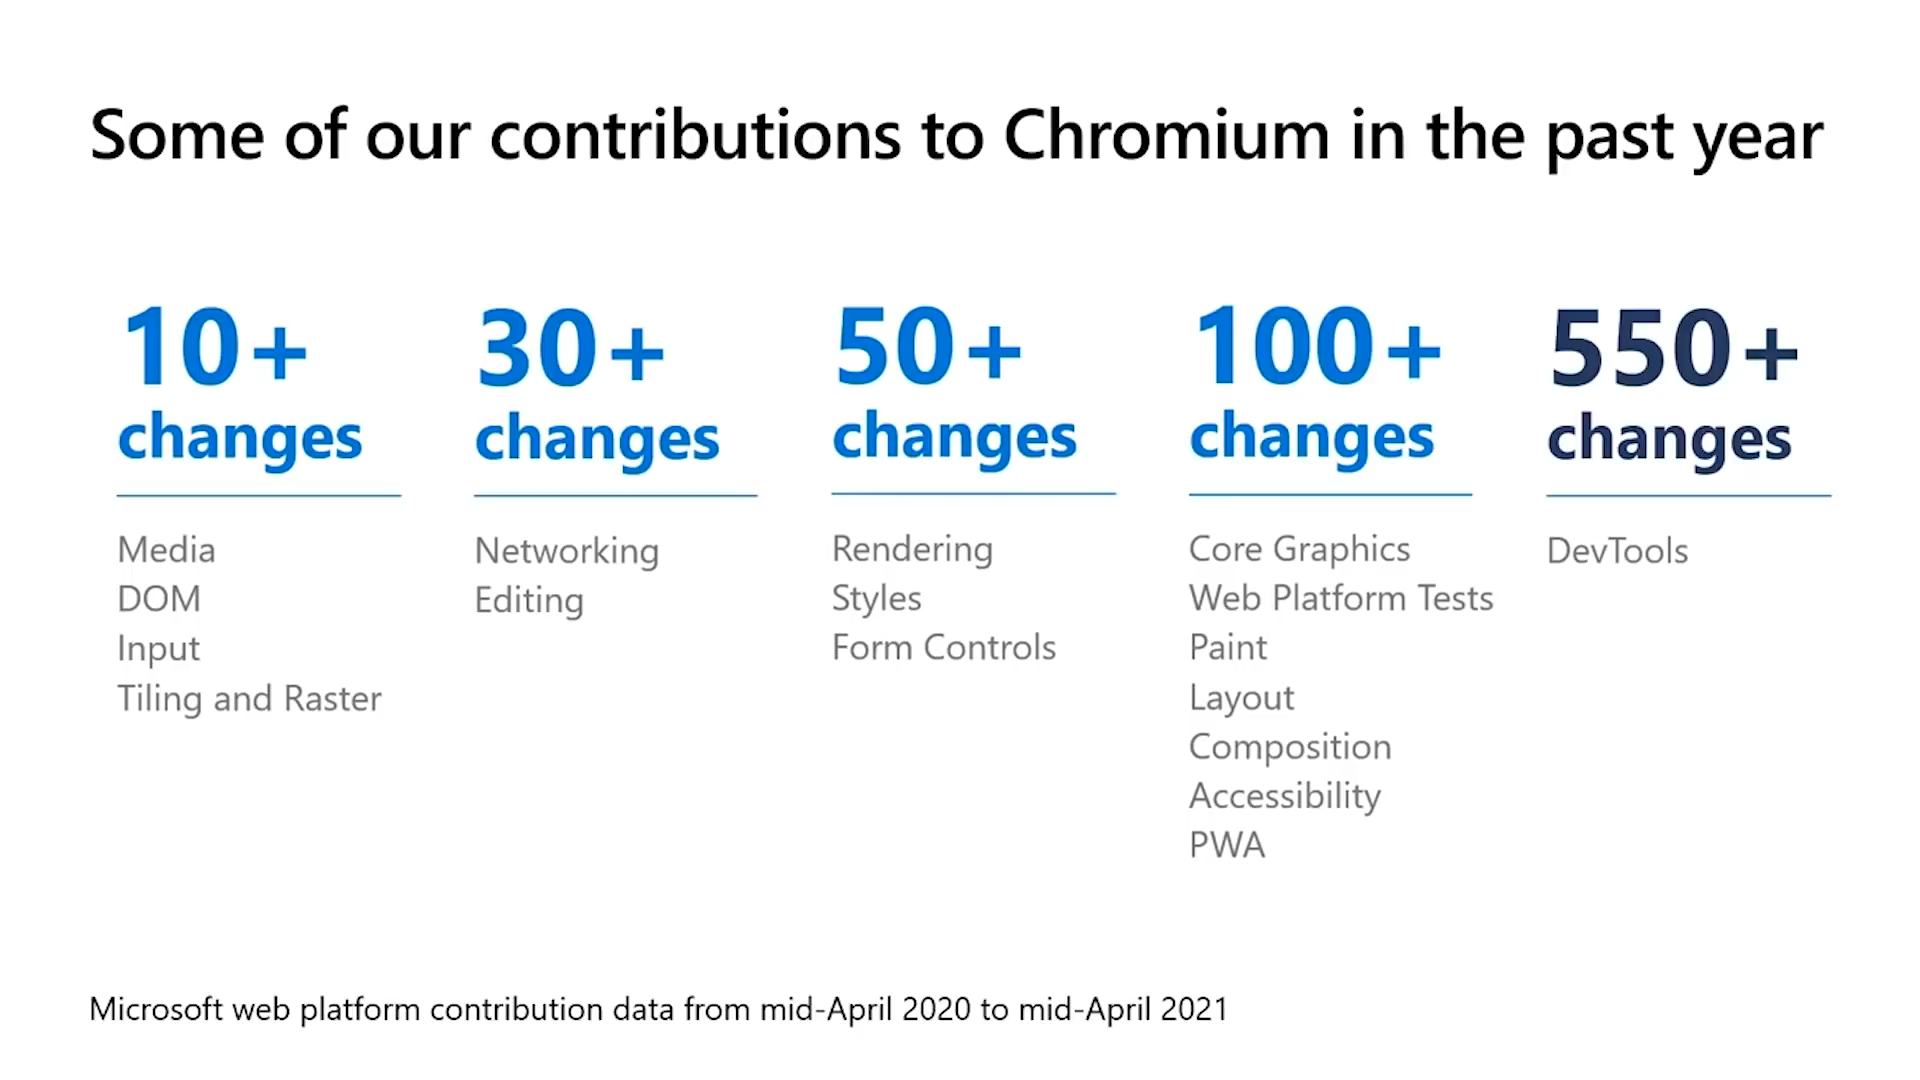 Some of our contributions to Chromium in the past year
10+
changes
Media
DOM
Input
Tiling and Raster
30+
changes
Networking
Editing
50+
changes
Rendering
Styles
Form Controls
100+
changes
Core Graphics
Web Platform Tests
Paint
Layout
Composition
Accessibility
PWA
550+
changes
DevTools
Microsoft web platform contribution data from mid-April 2020 to mid-April 2021